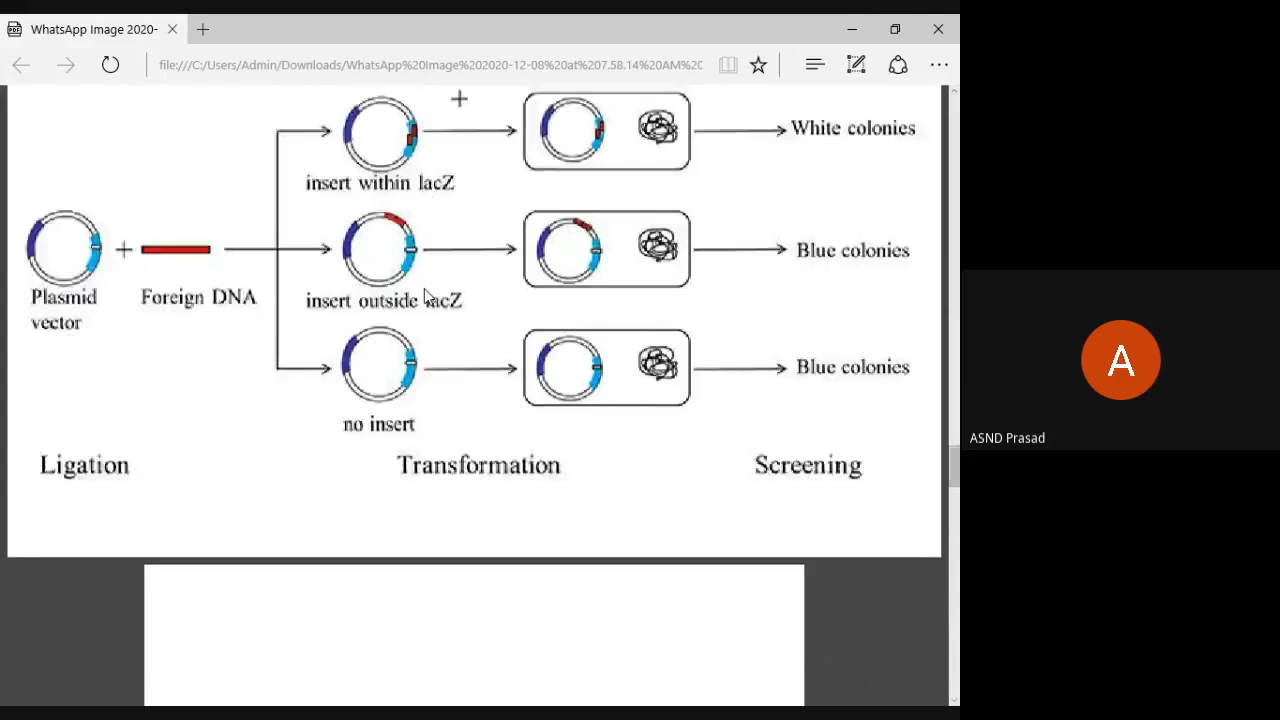 WhatsApp Image 2020-
file:///C:/Users/Admin/Downloads/WhatsApp%20Image%202020-12-08%20at%207.58.14%20AM%2C
+
White colonies
insert within lacZ
+
Blue colonies
Plasmid
vector
Foreign DNA
insert outside lacZ
Blue colonies
no insert
Ligation
Transformation
Screening
A
ASND Prasad